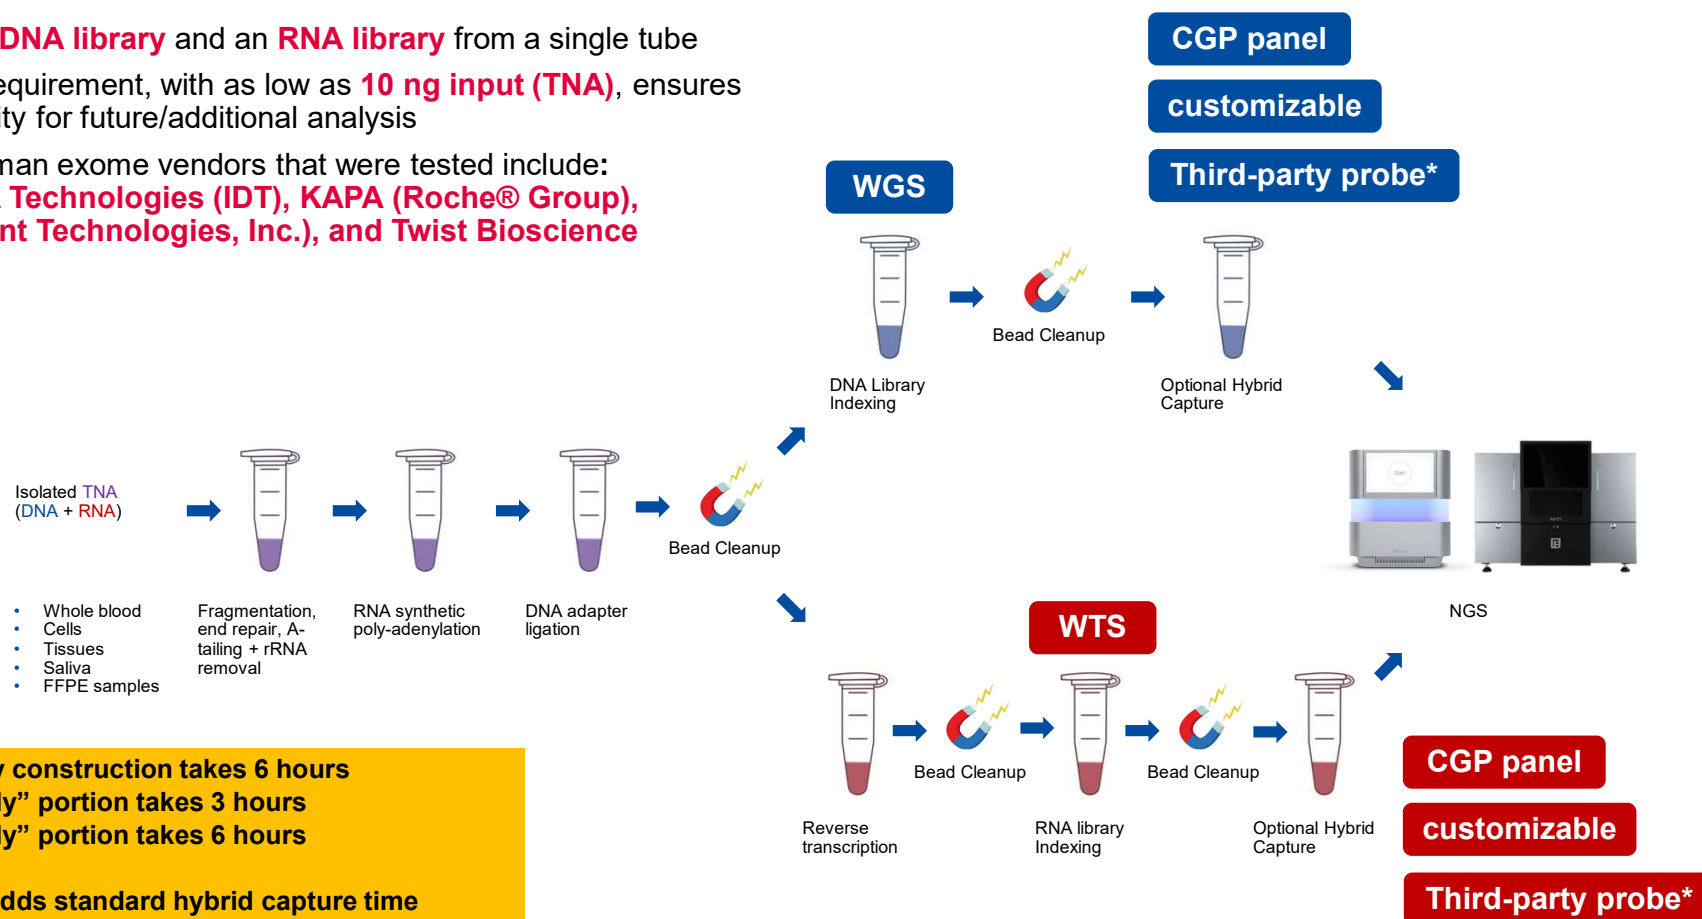 DNA library and an RNA library from a single tube
equirement, with as low as 10 ng input (TNA), ensures
ity for future/additional analysis
man exome vendors that were tested include:
Technologies (IDT), KAPA (Roche® Group),
nt Technologies, Inc.), and Twist Bioscience
CGP panel
customizable
Third-party probe*
WGS
Bead Cleanup
DNA Library
Indexing
Optional Hybrid
Capture
Isolated TNA
(DNA + RNA)
Bead Cleanup
Start
• Whole blood
• Cells
• Tissues
• Saliva
• FFPE samples
Fragmentation,
end repair, A-
tailing + rRNA
removal
RNA synthetic
poly-adenylation
DNA adapter
ligation
NGS
WTS
Bead Cleanup
Bead Cleanup
Reverse
transcription
RNA library
Indexing
Optional Hybrid
Capture
CGP panel
customizable
Third-party probe*
y construction takes 6 hours
ly” portion takes 3 hours
ly” portion takes 6 hours
dds standard hybrid capture time